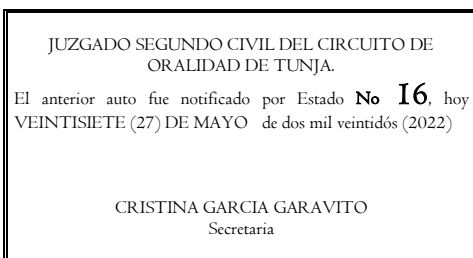 JUZGADO SEGUNDO CIVIL DEL CIRCUITO DE
ORALIDAD DE TUNJA.
El anterior auto fue notificado por Estado No 16, hoy
VEINTISIETE (27) DE MAYO de dos mil veintidós (2022)
CRISTINA GARCIA GARAVITO
Secretaria